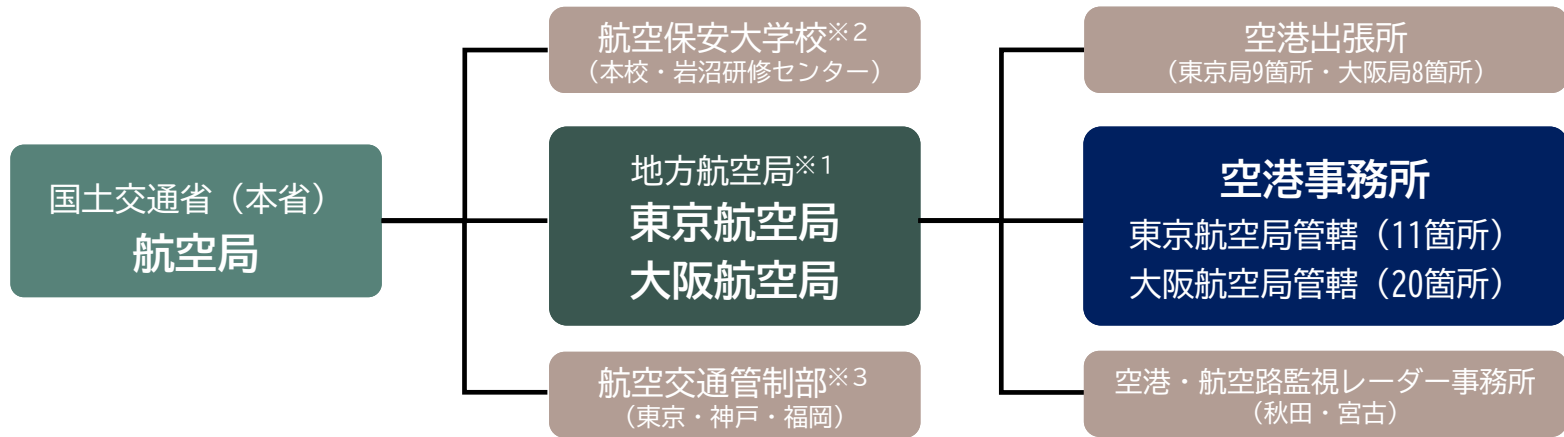 国土交通省（本省）
航空局
航空保安大学校※2
（本校・岩沼研修センター）
地方航空局※1
東京航空局
大阪航空局
航空交通管制部※3
（東京・神戸・福岡）
空港出張所
（東京局9箇所・大阪局8箇所）
空港事務所
東京航空局管轄（11箇所）
大阪航空局管轄（20箇所）
空港・航空路監視レーダー事務所
（秋田・宮古）